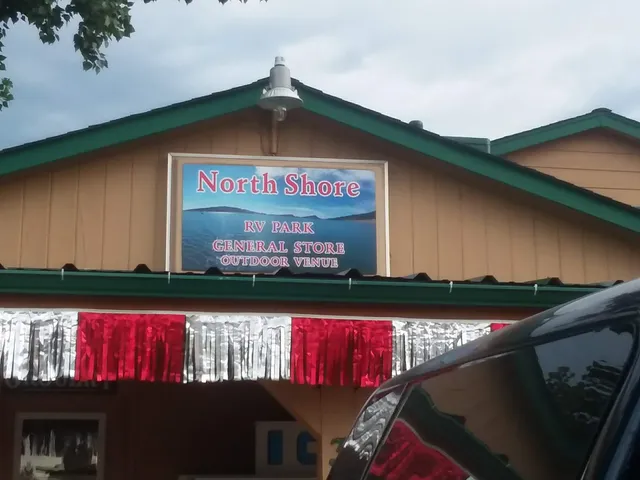 North Shore
RV PARK
GENERAL STORE
OUTDOOR VENUE